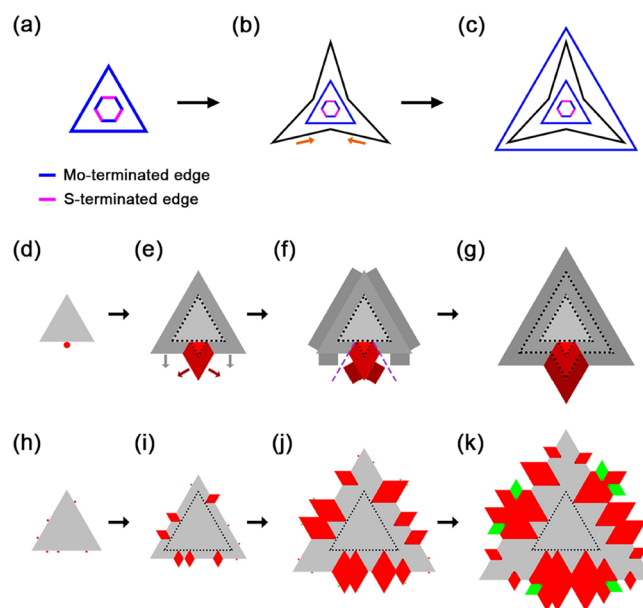 (a)
(b)
(c)
Mo-terminated edge
S-terminated edge
(d)
(e)
(f)
(g)
(h)
(i)
(j)
(k)